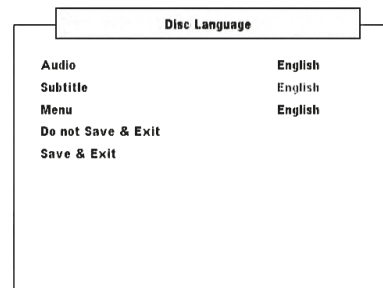 Disc Language
Audio English
Subtitle English
Menu English
Do not Save & Exit
Save & Exit